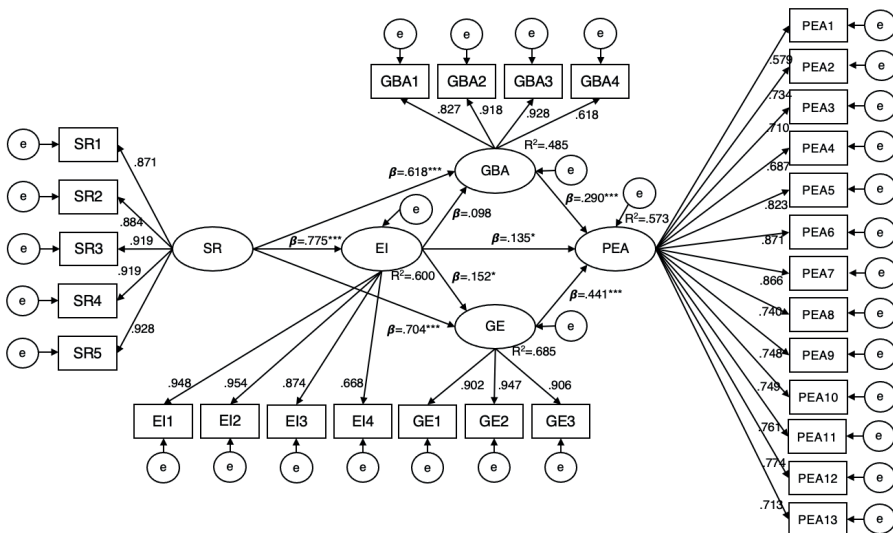 e e e e
GBA1 GBA2 GBA3 GBA4
.827 .918 .928 .618
R²=.485
GBA
e
e SR1
e SR2
e SR3
e SR4
e SR5
.871
.884
.919
.919
.928
SR
β=.618***
β=.775***
β=.704***
e
EI
R²=.600
β=.098
β=.135*
β=.152*
β=.290***
β=.441***
e
R²=.573
PEA
GE
e
R²=.685
.948 .954 .874 .668 .902 .947 .906
EI1 EI2 EI3 EI4 GE1 GE2 GE3
e e e e e e e
.579
.734
.710
.687
.823
.871
.866
.740
.748
.749
.761
.774
.713
PEA1 e
PEA2 e
PEA3 e
PEA4 e
PEA5 e
PEA6 e
PEA7 e
PEA8 e
PEA9 e
PEA10 e
PEA11 e
PEA12 e
PEA13 e